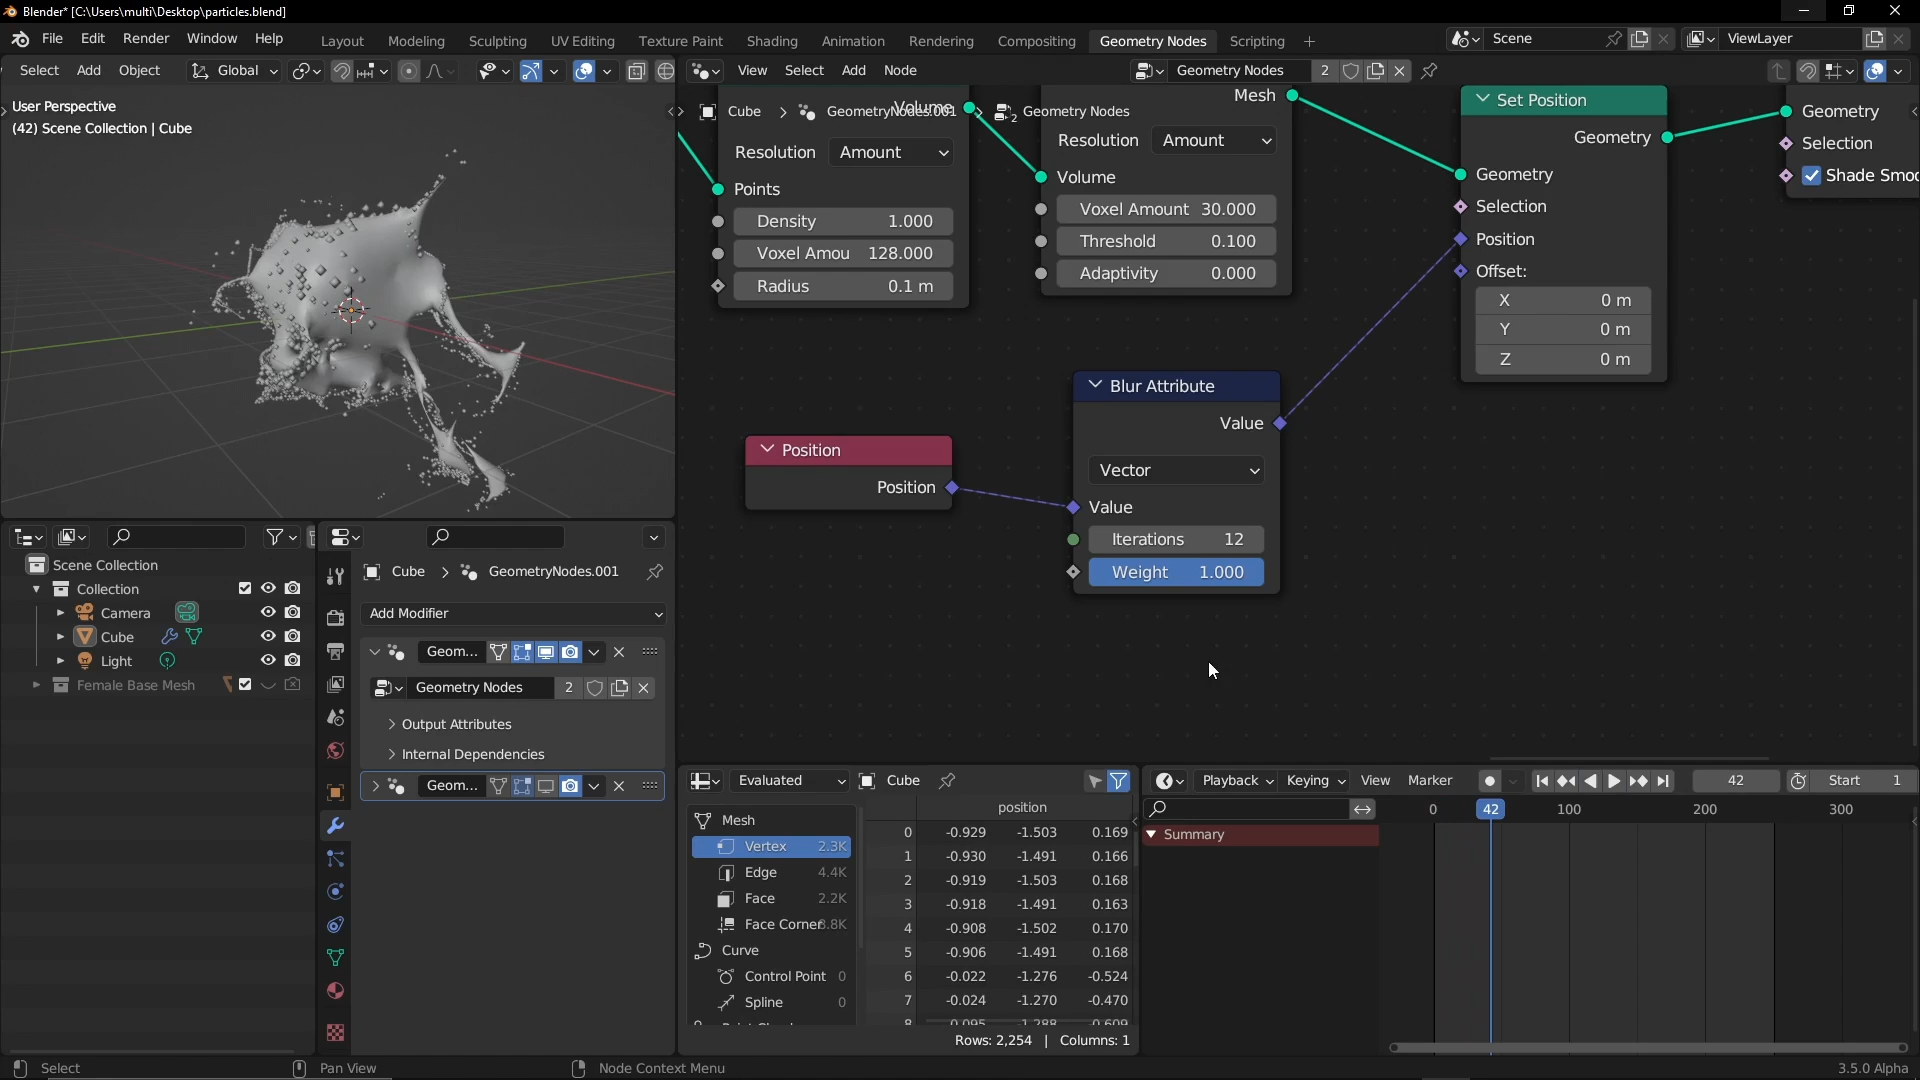 Blender* [C:\Users\multi\Desktop\particles.blend]
File Edit Render Window Help
Layout Modeling Sculpting UV Editing Texture Paint Shading Animation Rendering Compositing Geometry Nodes Scripting +
Scene
ViewLayer
Select Add Object
Global
View Select Add Node
Geometry Nodes 2
User Perspective
(42) Scene Collection | Cube
Cube > GeometryNodes.001 > Geometry Nodes
2
Volume
Resolution Amount
Points
Density 1.000
Voxel Amou 128.000
Radius 0.1 m
Mesh
Resolution Amount
Volume
Voxel Amount 30.000
Threshold 0.100
Adaptivity 0.000
Set Position
Geometry
Geometry
Selection
Position
Offset:
X 0 m
Y 0 m
Z 0 m
Geometry
Selection
Shade Smoo
Position
Position
Blur Attribute
Value
Vector
Value
Iterations 12
Weight 1.000
Scene Collection
Collection
Camera
Cube
Light
Female Base Mesh
Cube > GeometryNodes.001
Add Modifier
Geom...
Geometry Nodes 2
Output Attributes
Internal Dependencies
Geom...
Evaluated
Cube
Mesh
Vertex 2.3K
Edge 4.4K
Face 2.2K
Face Corner 8.8K
Curve
Control Point 0
Spline 0
position
0 -0.929 -1.503 0.169
1 -0.930 -1.491 0.166
2 -0.919 -1.503 0.168
3 -0.918 -1.491 0.163
4 -0.908 -1.502 0.170
5 -0.906 -1.491 0.168
6 -0.022 -1.276 -0.524
7 -0.024 -1.270 -0.470
8 0.095 -1.288 -0.609
Rows: 2,254 | Columns: 1
Playback Keying View Marker
42
Start 1
0 42 100 200 300
Summary
Select
Pan View
Node Context Menu
3.5.0 Alpha